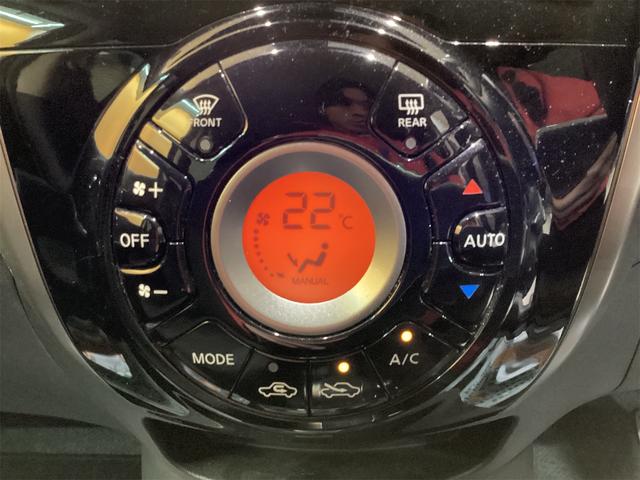 FRONT
REAR
+
22 °C
OFF
AUTO
MANUAL
−
MODE
A/C